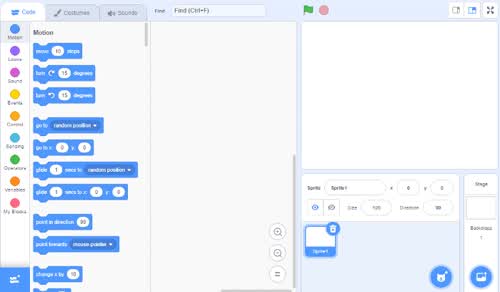 Code
Costumes
Sounds
Find
Find (Ctrl+F)
Motion
Looks
Sound
Events
Control
Sensing
Operators
Variables
My Blocks
Motion
move 10 steps
turn 15 degrees
turn 15 degrees
go to random position
go to x: 0 y: 0
glide 1 secs to random position
glide 1 secs to x: 0 y: 0
point in direction 90
point towards mouse-pointer
change x by 10
Sprite Sprite1 x 0 y 0
Size 100 Direction 90
Sprite1
Stage
Backdrops
1